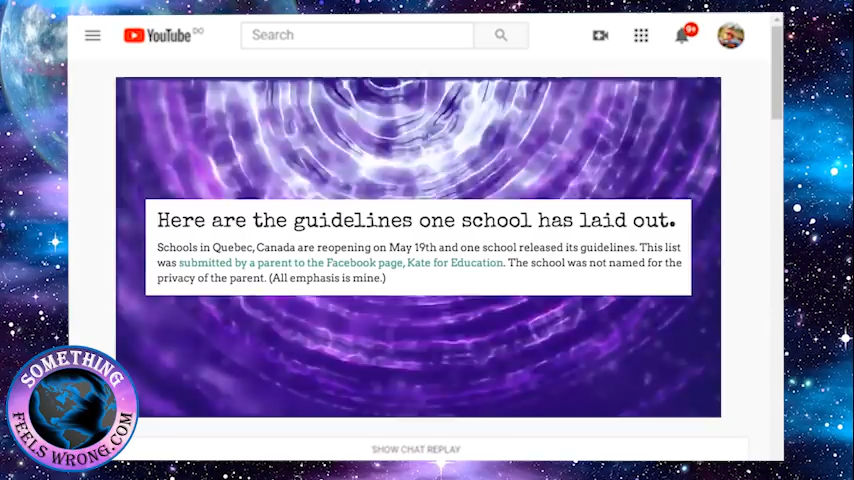 YouTube DO
Search
9+
Here are the guidelines one school has laid out.
Schools in Quebec, Canada are reopening on May 19th and one school released its guidelines. This list
was submitted by a parent to the Facebook page, Kate for Education. The school was not named for the
privacy of the parent. (All emphasis is mine.)
SOMETHING
FEELS WRONG.COM
SHOW CHAT REPLAY